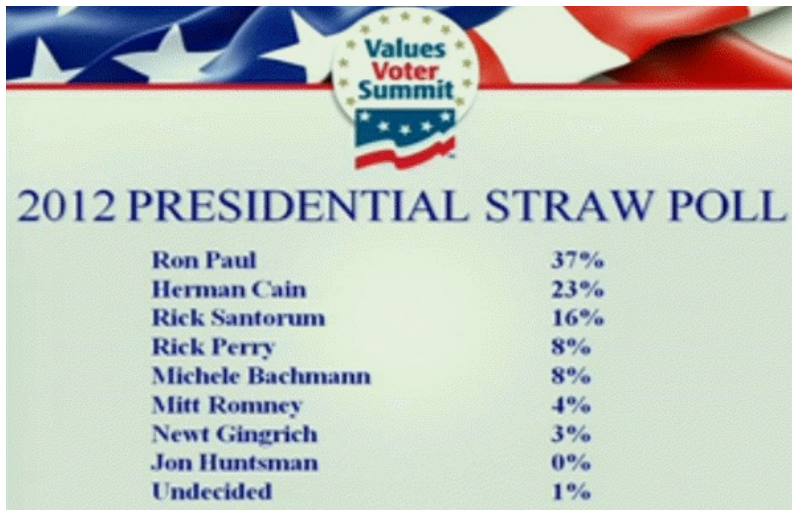 Values
Voter
Summit
2012 PRESIDENTIAL STRAW POLL
Ron Paul 37%
Herman Cain 23%
Rick Santorum 16%
Rick Perry 8%
Michele Bachmann 8%
Mitt Romney 4%
Newt Gingrich 3%
Jon Huntsman 0%
Undecided 1%